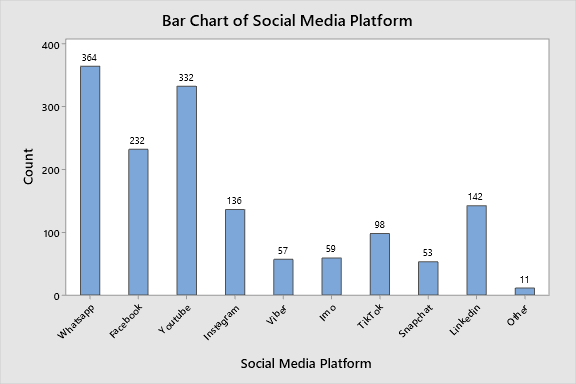 Bar Chart of Social Media Platform
400
300
200
100
0
Count
364
232
332
136
57
59
98
53
142
11
Whatsapp
Facebook
Youtube
Instagram
Viber
Imo
TikTok
Snapchat
Linkedin
Other
Social Media Platform